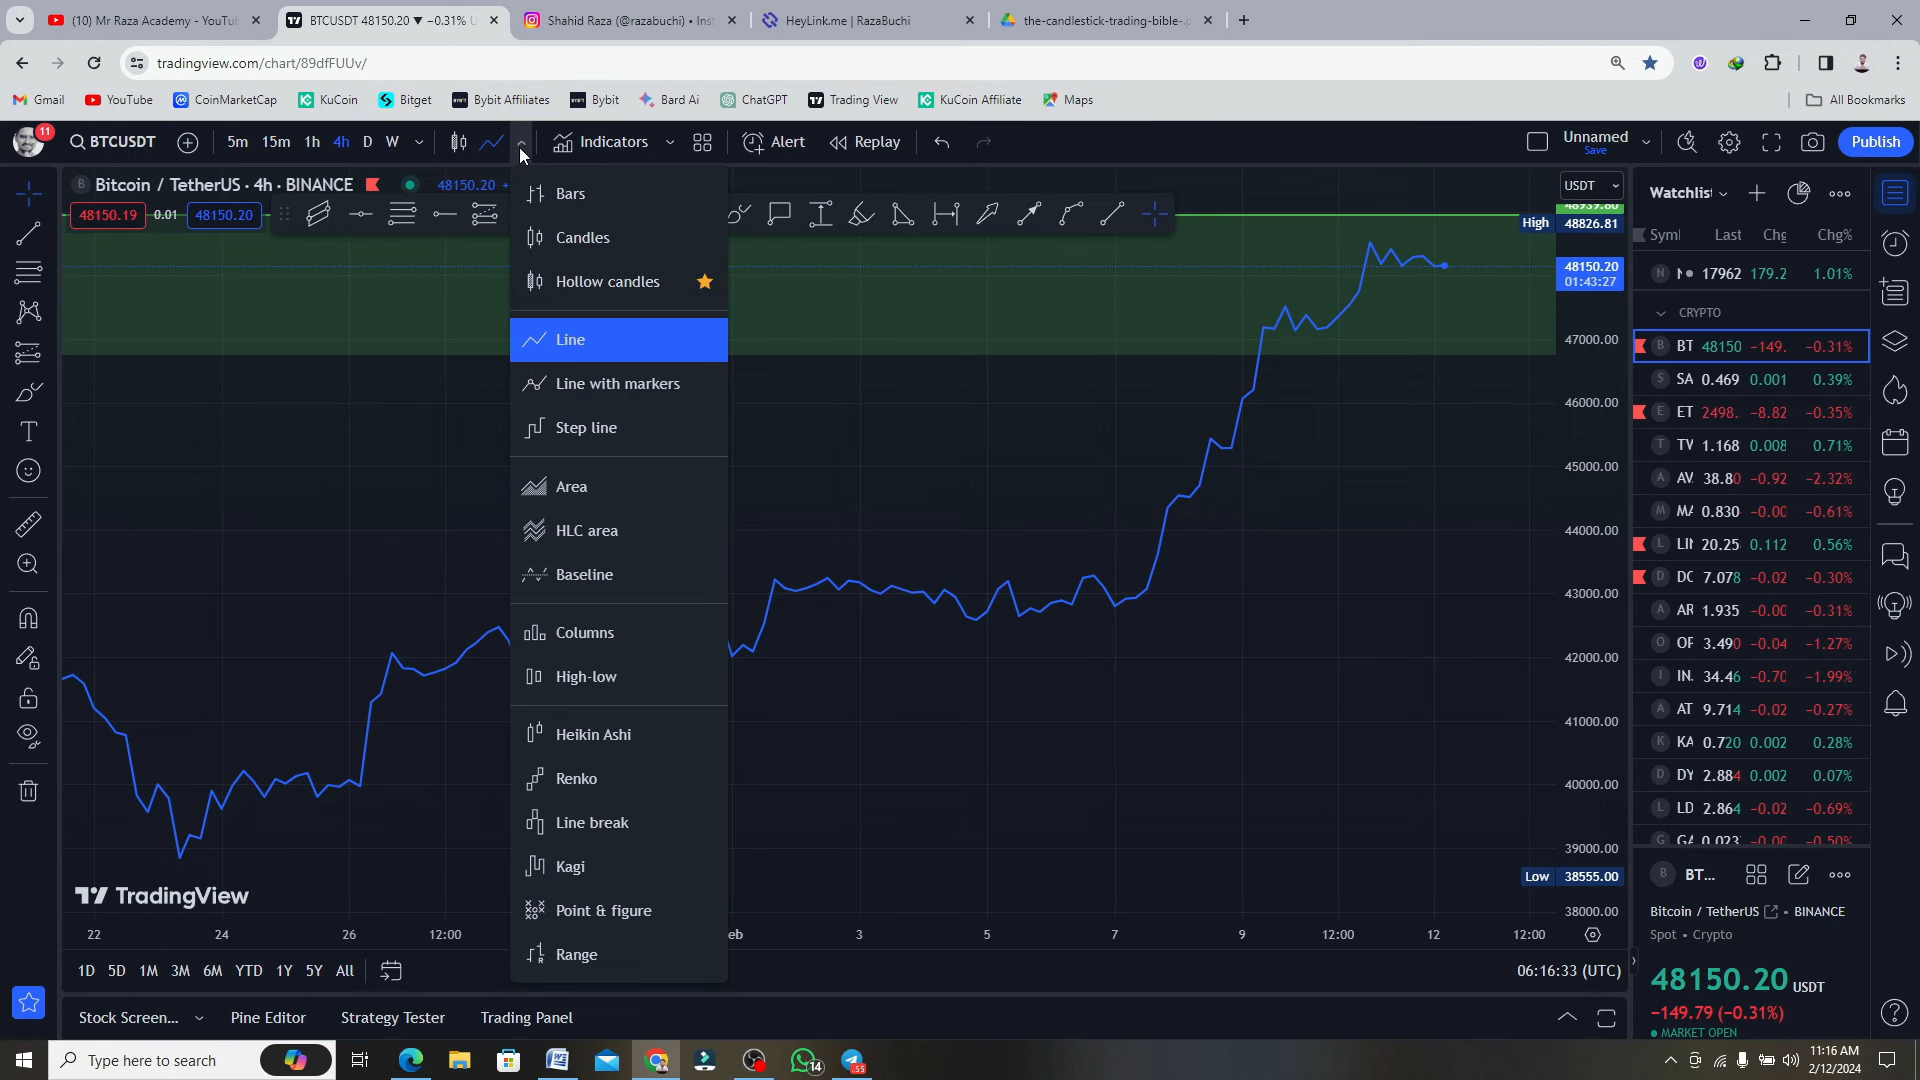 (10) Mr Raza Academy - YouTu
BTCUSDT 48150.20 ▼ −0.31% U
Shahid Raza (@razabuchi) • Ins
HeyLink.me | RazaBuchi
the-candlestick-trading-bible-.p
tradingview.com/chart/89dfFUUv/
Gmail
YouTube
CoinMarketCap
KuCoin
Bitget
Bybit Affiliates
Bybit
Bard Ai
ChatGPT
Trading View
KuCoin Affiliate
Maps
All Bookmarks
11
BTCUSDT
5m 15m 1h 4h D W
Indicators
Alert
Replay
Unnamed
Save
Publish
Bitcoin / TetherUS · 4h · BINANCE
48150.20
48150.19 0.01 48150.20
Bars
Candles
Hollow candles
Line
Line with markers
Step line
Area
HLC area
Baseline
Columns
High-low
Heikin Ashi
Renko
Line break
Kagi
Point & figure
Range
USDT
High 48826.81
48150.20
01:43:27
47000.00
46000.00
45000.00
44000.00
43000.00
42000.00
41000.00
40000.00
39000.00
Low 38555.00
38000.00
TradingView
22 24 26 12:00 eb 3 5 7 9 12:00 12 12:00
1D 5D 1M 3M 6M YTD 1Y 5Y All
06:16:33 (UTC)
Stock Screen...
Pine Editor
Strategy Tester
Trading Panel
Watchlis
Syml Last Chg Chg%
N 17962 179.2 1.01%
CRYPTO
B BT 48150 −149. −0.31%
S SA 0.469 0.001 0.39%
E ET 2498. −8.82 −0.35%
T TV 1.168 0.008 0.71%
A AV 38.80 −0.92 −2.32%
M MA 0.830 −0.00 −0.61%
L LII 20.25 0.112 0.56%
D DC 7.078 −0.02 −0.30%
A AR 1.935 −0.00 −0.31%
O OF 3.490 −0.04 −1.27%
I IN. 34.46 −0.70 −1.99%
A AT 9.714 −0.02 −0.27%
K KA 0.720 0.002 0.28%
D DY 2.884 0.002 0.07%
L LD 2.864 −0.02 −0.69%
B BT...
Bitcoin / TetherUS • BINANCE
Spot • Crypto
48150.20 USDT
−149.79 (−0.31%)
MARKET OPEN
Type here to search
14
55
11:16 AM
2/12/2024